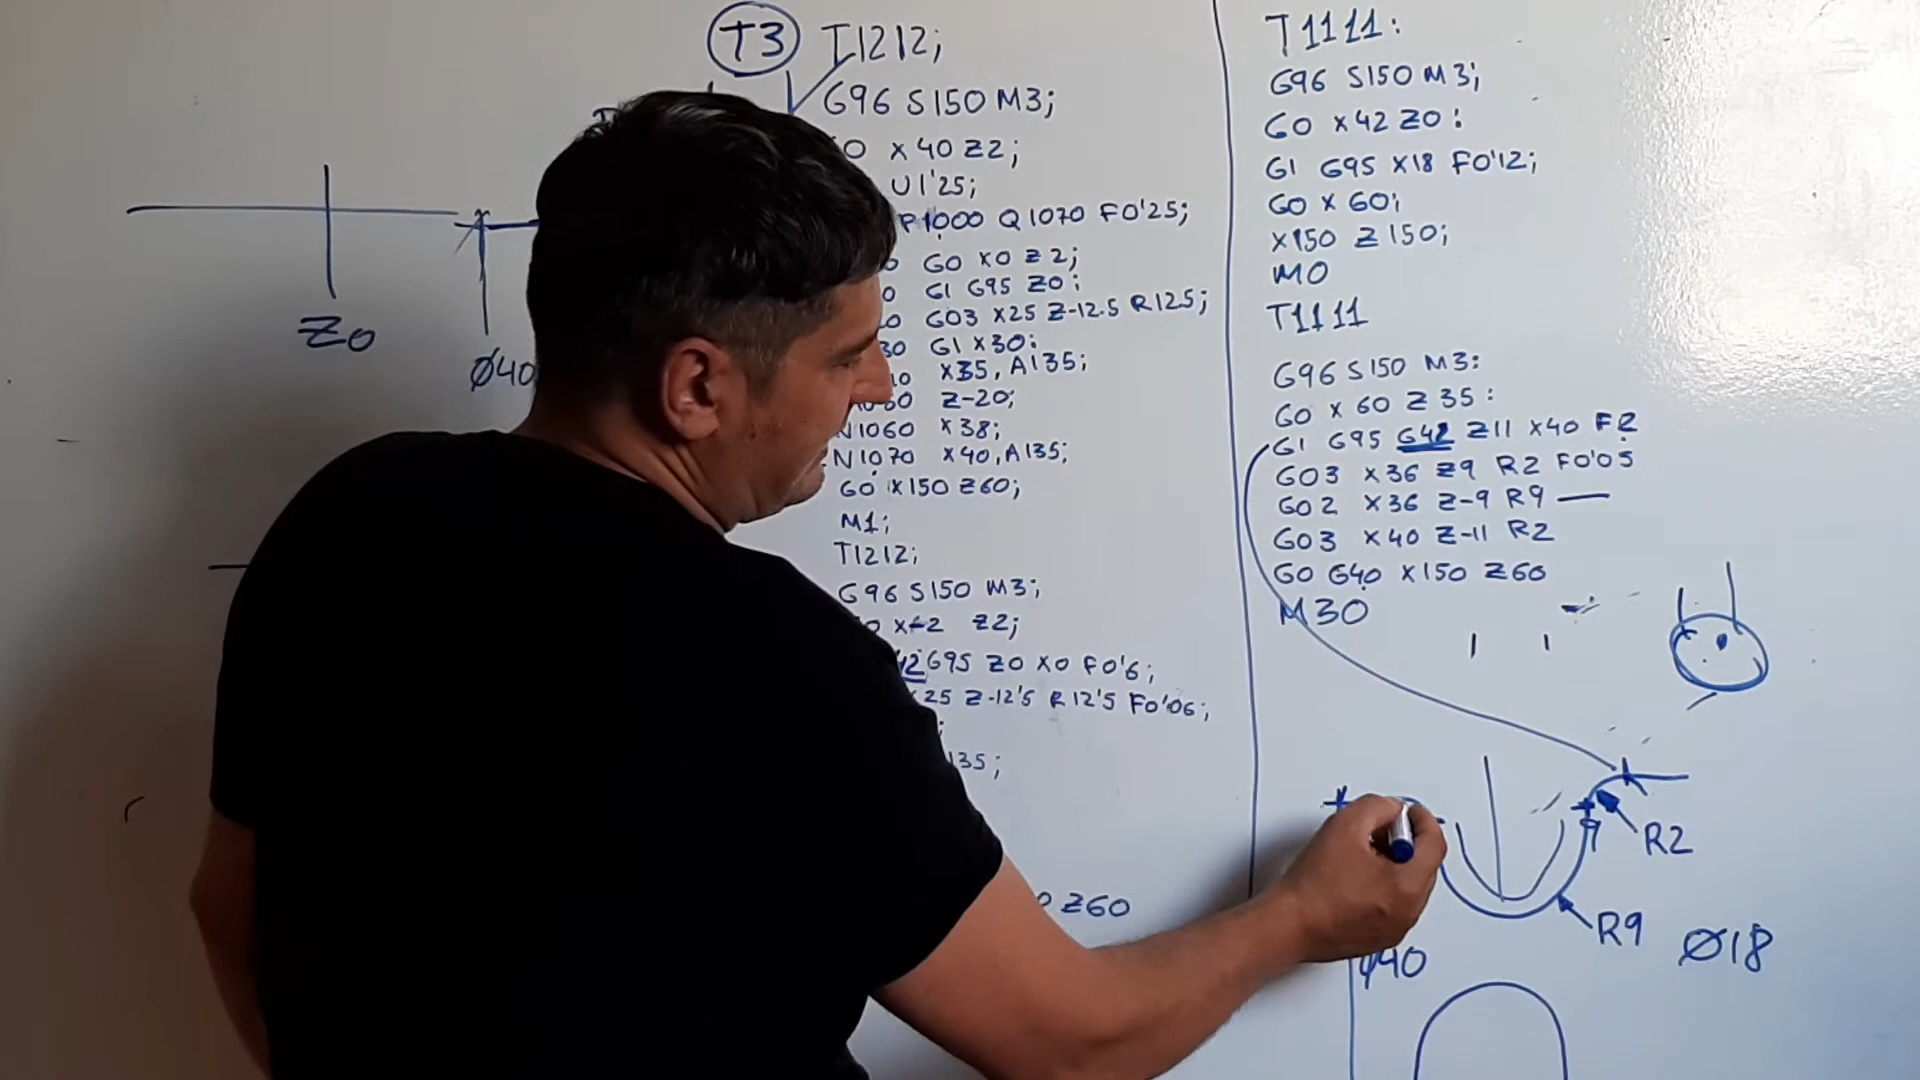 T3
T1212;
G96 S150 M3;
X40 Z2;
U1'25;
P1000 Q1070 F0'25;
G0 X0 Z2;
G1 G95 Z0;
G03 X25 Z-12.5 R12.5;
G1 X30;
X35, A135;
Z-20;
N1060 X38;
N1070 X40, A135;
G0 X150 Z60;
M1;
T1212;
G96 S150 M3;
X-2 Z2;
G95 Z0 X0 F0'6;
25 Z-12'5 R12'5 F0'06;
135;
Z60
Z0
Ø40
T1111:
G96 S150 M3;
G0 X42 Z0:
G1 G95 X18 F0'12;
G0 X60;
X150 Z150;
M0
T1111
G96 S150 M3:
G0 X60 Z35:
G1 G95 G42 Z11 X40 F2
G03 X36 Z9 R2 F0'05
G02 X36 Z-9 R9
G03 X40 Z-11 R2
G0 G40 X150 Z60
M30
9
R2
R9
Ø18
Ø40